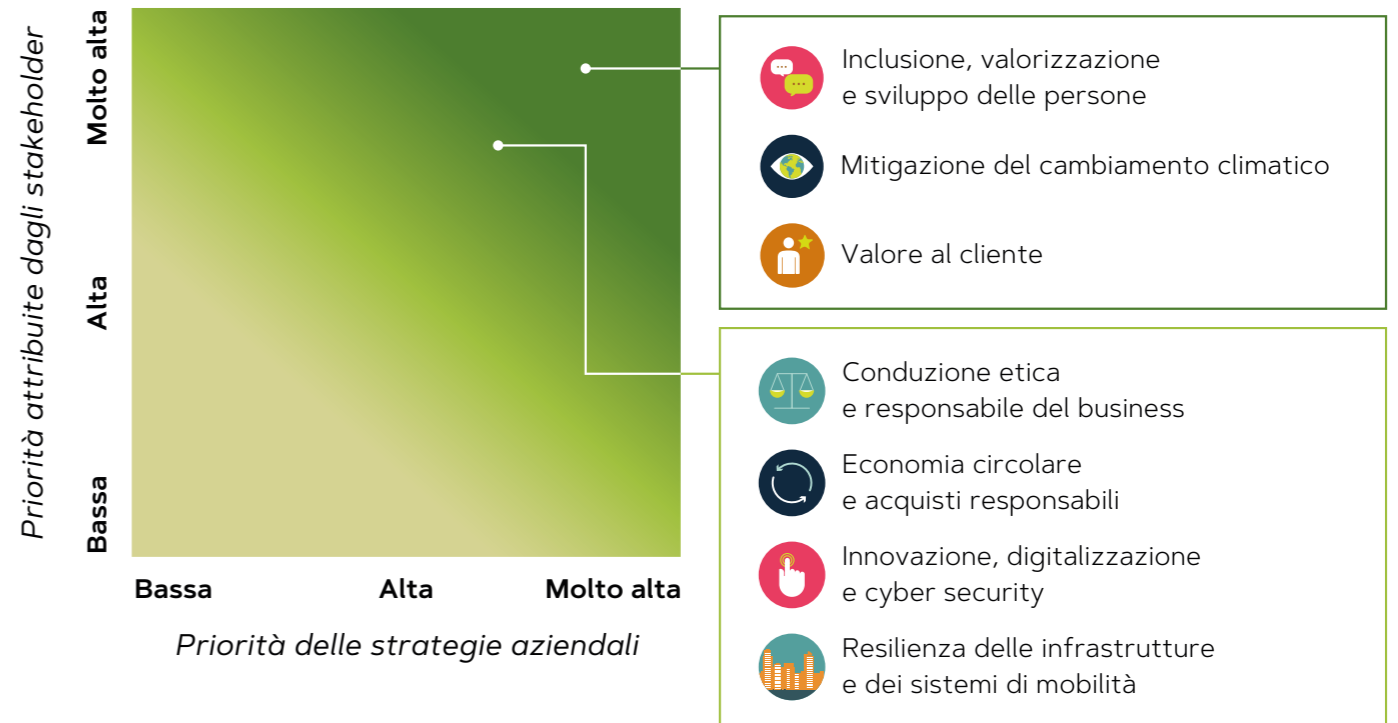 Priorità attribuite dagli stakeholder
Molto alta
Alta
Bassa
Bassa
Alta
Molto alta
Priorità delle strategie aziendali
Inclusione, valorizzazione
e sviluppo delle persone
Mitigazione del cambiamento climatico
Valore al cliente
Conduzione etica
e responsabile del business
Economia circolare
e acquisti responsabili
Innovazione, digitalizzazione
e cyber security
Resilienza delle infrastrutture
e dei sistemi di mobilità